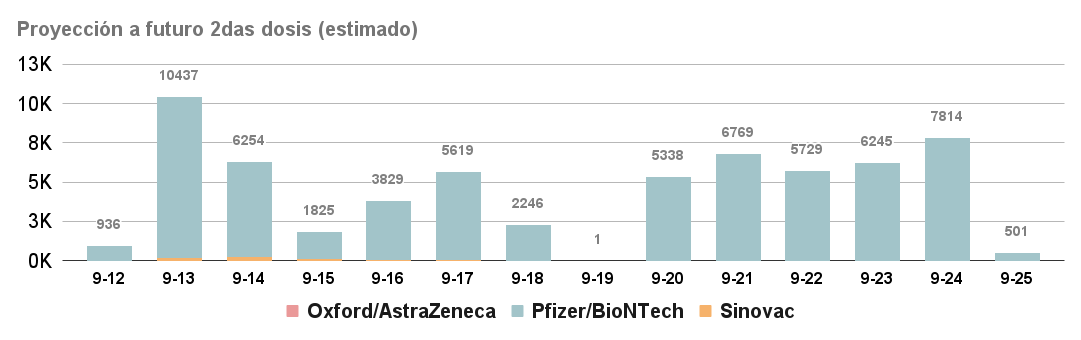 Proyección a futuro 2das dosis (estimado)
13K
10K
8K
5K
3K
0K
936
10437
6254
1825
3829
5619
2246
1
5338
6769
5729
6245
7814
501
9-12 9-13 9-14 9-15 9-16 9-17 9-18 9-19 9-20 9-21 9-22 9-23 9-24 9-25
Oxford/AstraZeneca Pfizer/BioNTech Sinovac